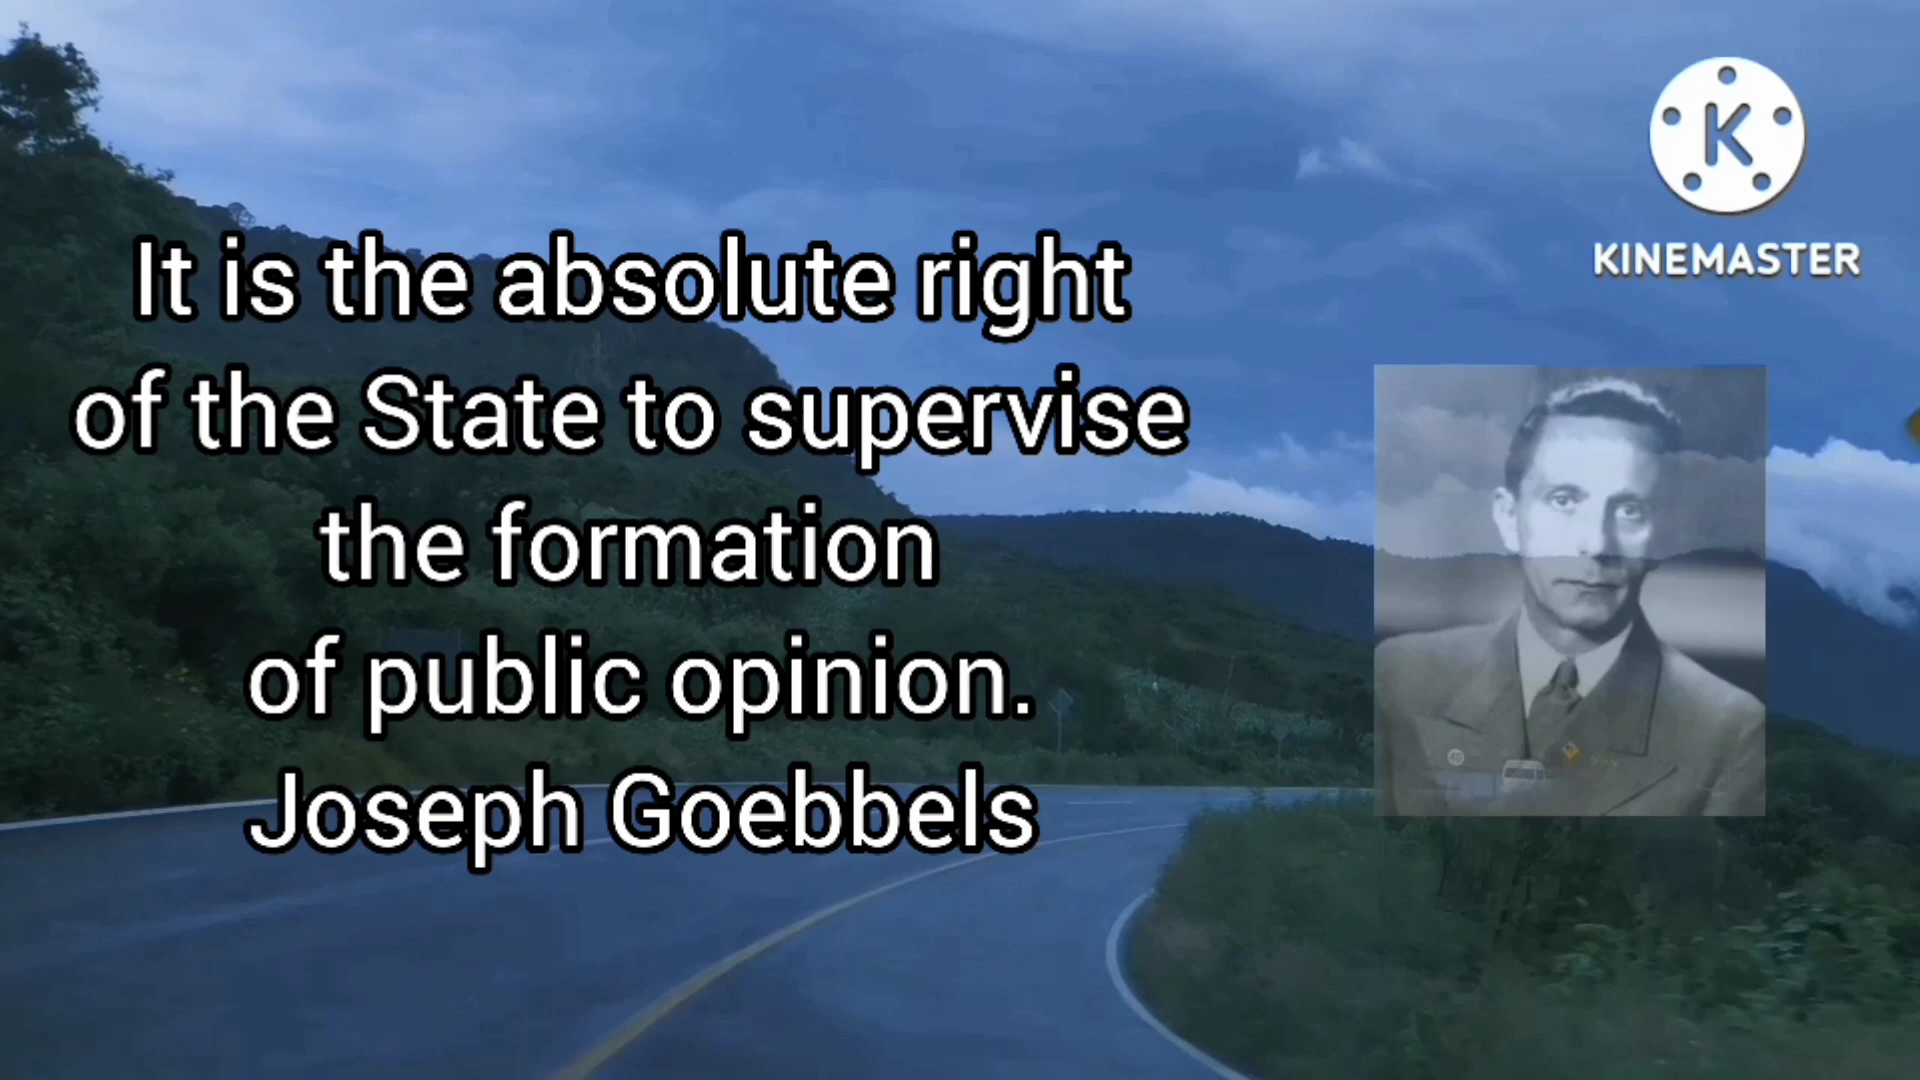 It is the absolute right
of the State to supervise
the formation
of public opinion.
Joseph Goebbels
K
KINEMASTER